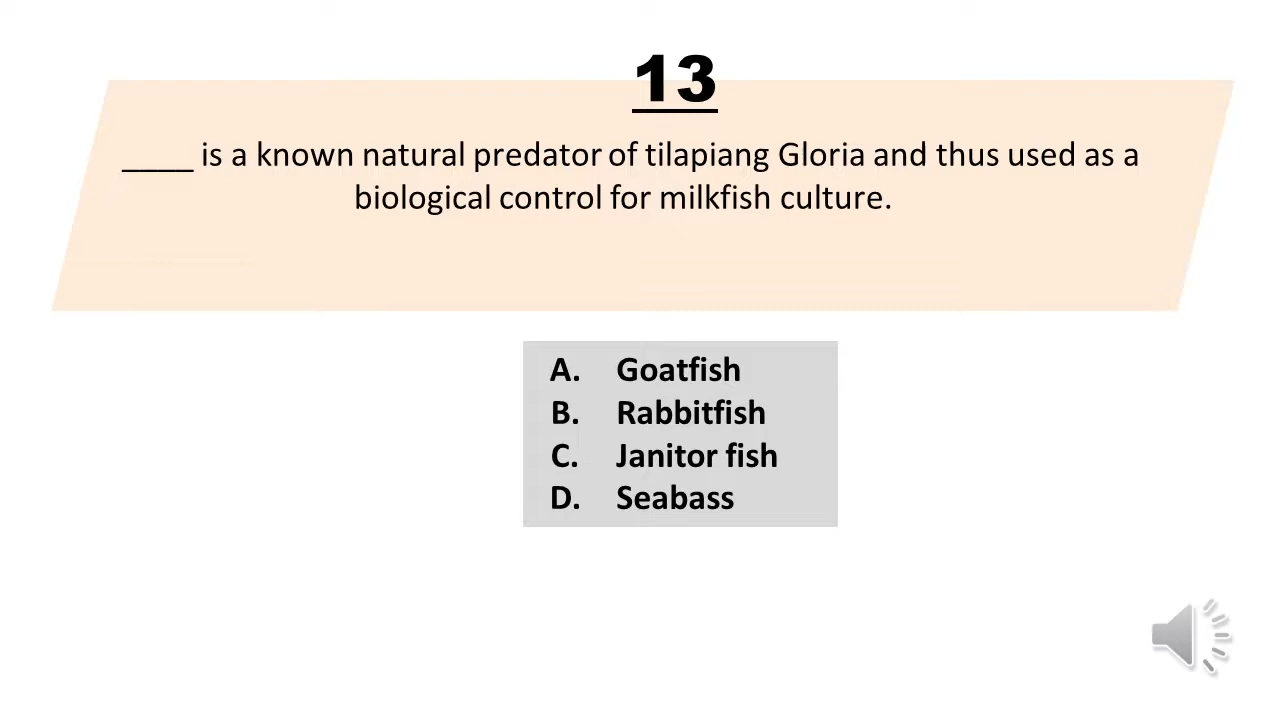 13
____ is a known natural predator of tilapiang Gloria and thus used as a
biological control for milkfish culture.
A. Goatfish
B. Rabbitfish
C. Janitor fish
D. Seabass